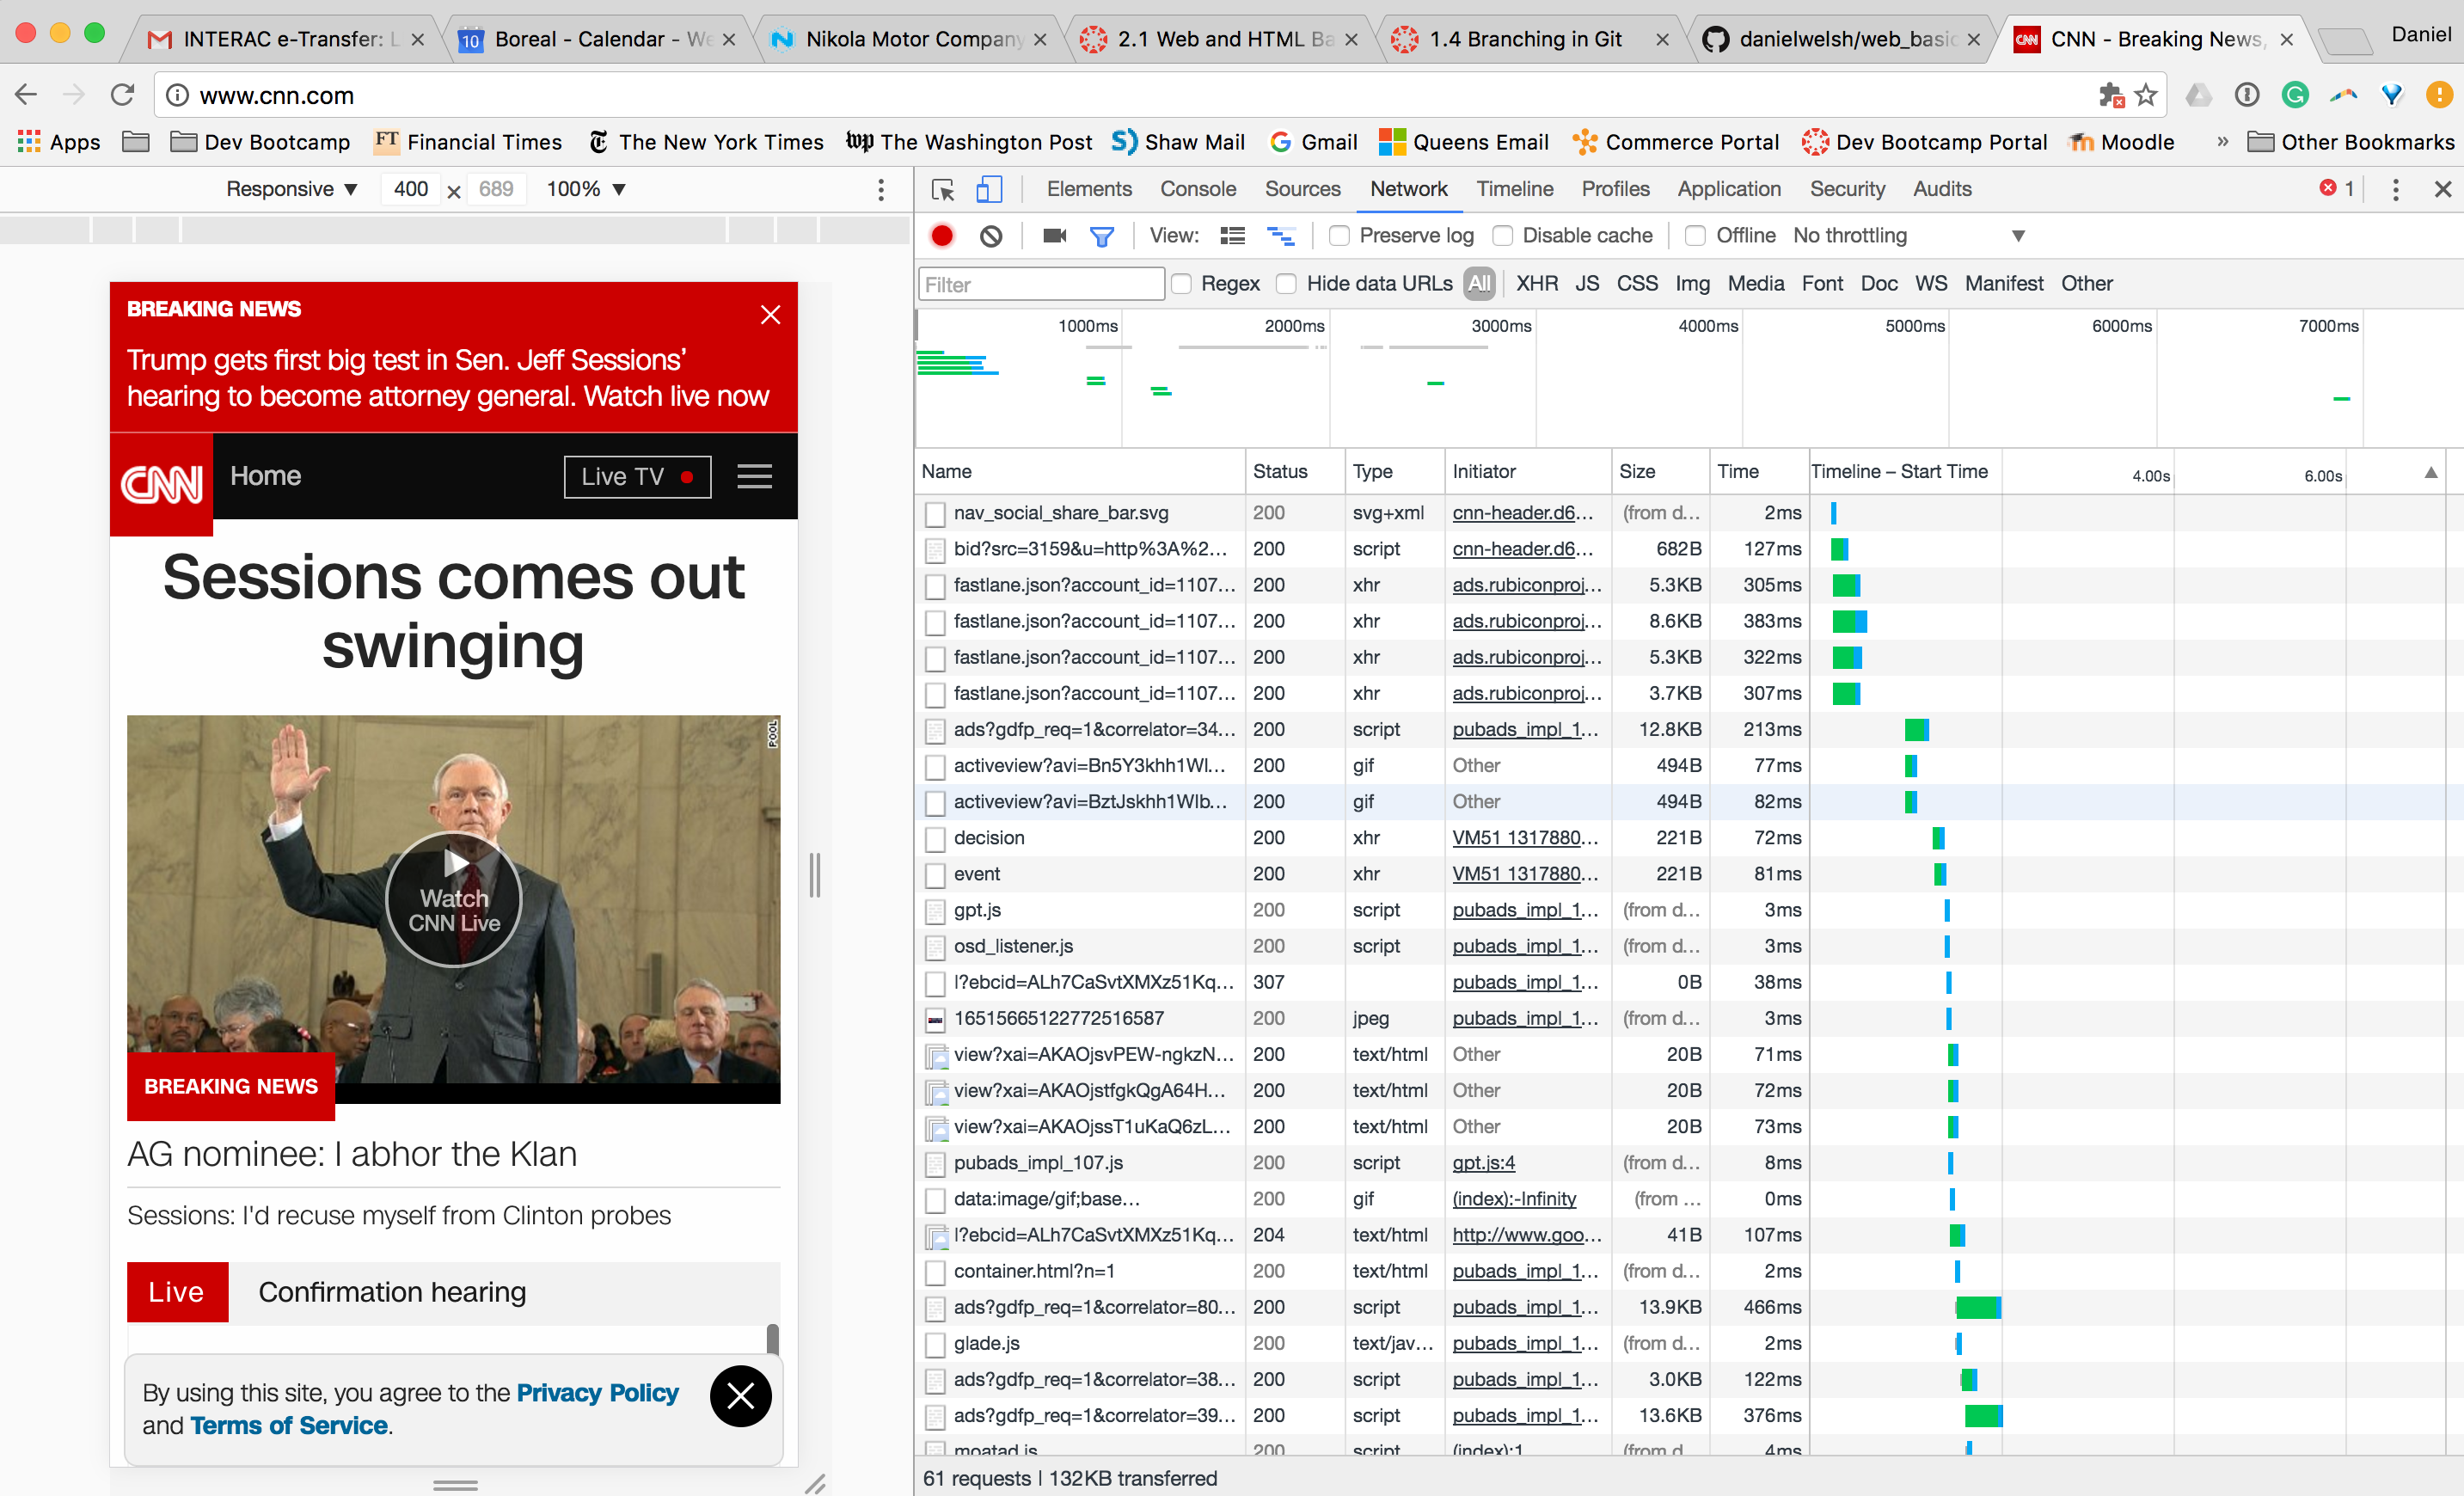 INTERAC e-Transfer: L
10 Boreal - Calendar - We
Nikola Motor Company
2.1 Web and HTML Ba
1.4 Branching in Git
danielwelsh/web_basic
CNN CNN - Breaking News,
Daniel
www.cnn.com
Apps
Dev Bootcamp
FT Financial Times
The New York Times
wp The Washington Post
S) Shaw Mail
G Gmail
Queens Email
Commerce Portal
Dev Bootcamp Portal
Moodle
» Other Bookmarks
Responsive ▼ 400 × 689 100% ▼
BREAKING NEWS
Trump gets first big test in Sen. Jeff Sessions’
hearing to become attorney general. Watch live now
CNN Home Live TV
Sessions comes out
swinging
POOL
Watch
CNN Live
BREAKING NEWS
AG nominee: I abhor the Klan
Sessions: I'd recuse myself from Clinton probes
Live Confirmation hearing
By using this site, you agree to the Privacy Policy
and Terms of Service.
Elements Console Sources Network Timeline Profiles Application Security Audits 1
View: Preserve log Disable cache Offline No throttling ▼
Filter Regex Hide data URLs All XHR JS CSS Img Media Font Doc WS Manifest Other
1000ms 2000ms 3000ms 4000ms 5000ms 6000ms 7000ms
Name Status Type Initiator Size Time Timeline – Start Time 4.00s 6.00s ▲
nav_social_share_bar.svg 200 svg+xml cnn-header.d6… (from d… 2ms
bid?src=3159&u=http%3A%2… 200 script cnn-header.d6… 682B 127ms
fastlane.json?account_id=1107… 200 xhr ads.rubiconproj… 5.3KB 305ms
fastlane.json?account_id=1107… 200 xhr ads.rubiconproj… 8.6KB 383ms
fastlane.json?account_id=1107… 200 xhr ads.rubiconproj… 5.3KB 322ms
fastlane.json?account_id=1107… 200 xhr ads.rubiconproj… 3.7KB 307ms
ads?gdfp_req=1&correlator=34… 200 script pubads_impl_1… 12.8KB 213ms
activeview?avi=Bn5Y3khh1WI… 200 gif Other 494B 77ms
activeview?avi=BztJskhh1WIb… 200 gif Other 494B 82ms
decision 200 xhr VM51 1317880… 221B 72ms
event 200 xhr VM51 1317880… 221B 81ms
gpt.js 200 script pubads_impl_1… (from d… 3ms
osd_listener.js 200 script pubads_impl_1… (from d… 3ms
l?ebcid=ALh7CaSvtXMXz51Kq… 307 pubads_impl_1… 0B 38ms
16515665122772516587 200 jpeg pubads_impl_1… (from d… 3ms
view?xai=AKAOjsvPEW-ngkzN… 200 text/html Other 20B 71ms
view?xai=AKAOjstfgkQgA64H… 200 text/html Other 20B 72ms
view?xai=AKAOjssT1uKaQ6zL… 200 text/html Other 20B 73ms
pubads_impl_107.js 200 script gpt.js:4 (from d… 8ms
data:image/gif;base… 200 gif (index):-Infinity (from … 0ms
l?ebcid=ALh7CaSvtXMXz51Kq… 204 text/html http://www.goo… 41B 107ms
container.html?n=1 200 text/html pubads_impl_1… (from d… 2ms
ads?gdfp_req=1&correlator=80… 200 script pubads_impl_1… 13.9KB 466ms
glade.js 200 text/jav… pubads_impl_1… (from d… 2ms
ads?gdfp_req=1&correlator=38… 200 script pubads_impl_1… 3.0KB 122ms
ads?gdfp_req=1&correlator=39… 200 script pubads_impl_1… 13.6KB 376ms
moatad.js 200 script (index):1 (from d 4ms
61 requests | 132KB transferred